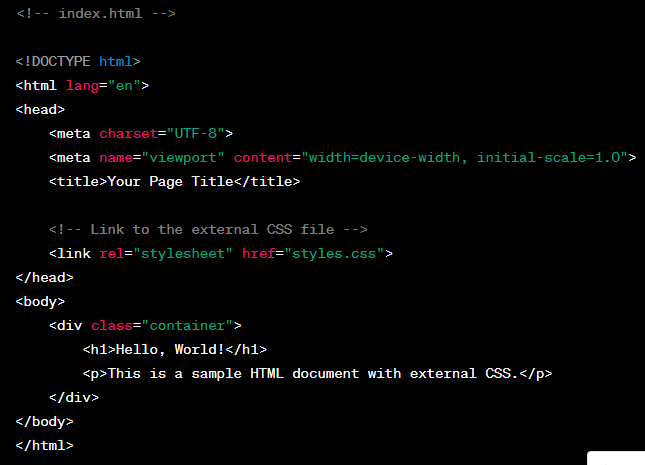 <!-- index.html -->
<!DOCTYPE html>
<html lang="en">
<head>
<meta charset="UTF-8">
<meta name="viewport" content="width=device-width, initial-scale=1.0">
<title>Your Page Title</title>
<!-- Link to the external CSS file -->
<link rel="stylesheet" href="styles.css">
</head>
<body>
<div class="container">
<h1>Hello, World!</h1>
<p>This is a sample HTML document with external CSS.</p>
</div>
</body>
</html>